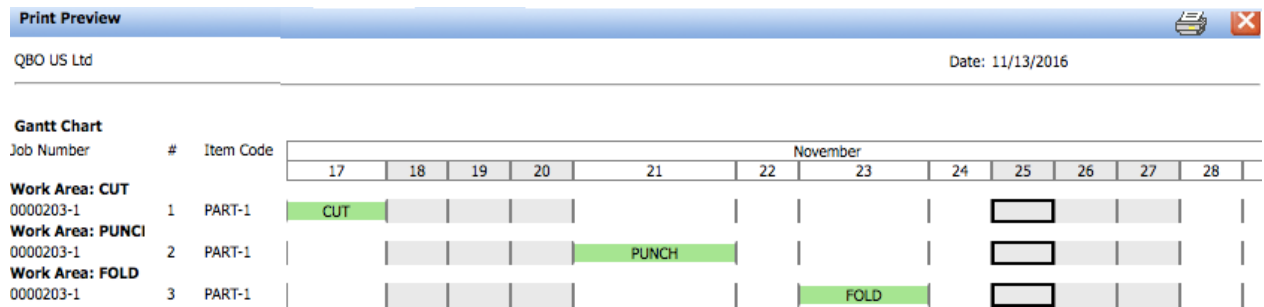 Print Preview
QBO US Ltd Date: 11/13/2016
Gantt Chart
Job Number # Item Code November
17 18 19 20 21 22 23 24 25 26 27 28
Work Area: CUT
0000203-1 1 PART-1 CUT
Work Area: PUNCH
0000203-1 2 PART-1 PUNCH
Work Area: FOLD
0000203-1 3 PART-1 FOLD